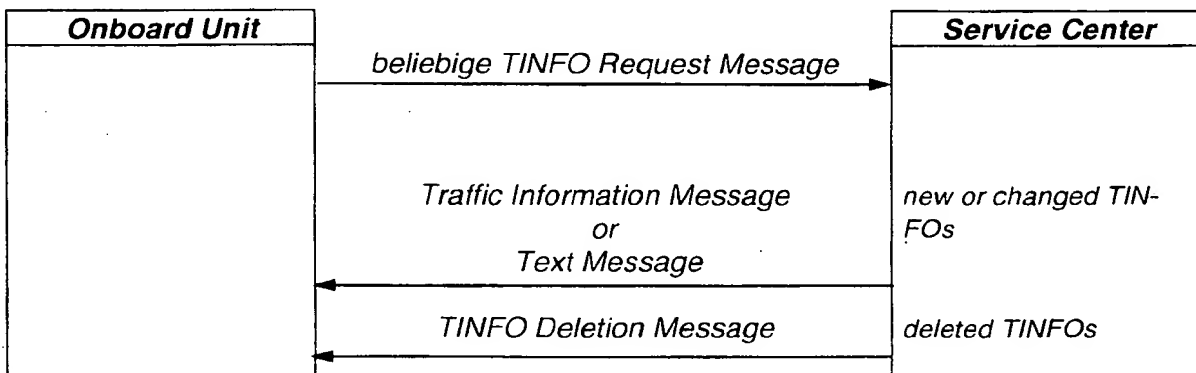 Onboard Unit
Service Center
beliebige TINFO Request Message
Traffic Information Message
or
Text Message
new or changed TIN-
FOs
TINFO Deletion Message
deleted TINFOs